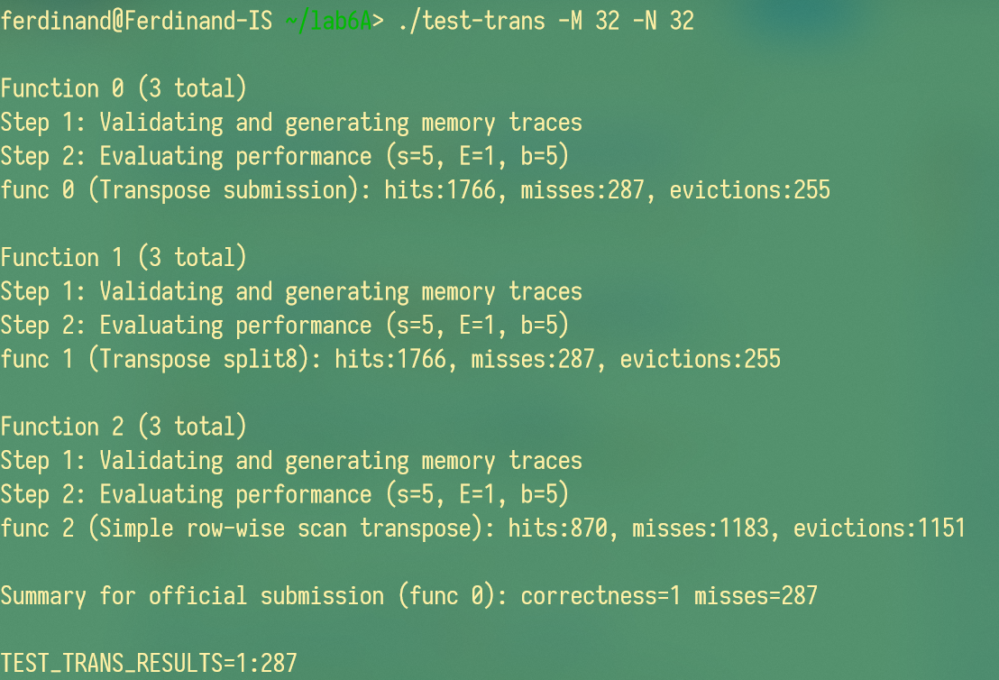 ferdinand@Ferdinand-IS ~/lab6A> ./test-trans -M 32 -N 32
Function 0 (3 total)
Step 1: Validating and generating memory traces
Step 2: Evaluating performance (s=5, E=1, b=5)
func 0 (Transpose submission): hits:1766, misses:287, evictions:255
Function 1 (3 total)
Step 1: Validating and generating memory traces
Step 2: Evaluating performance (s=5, E=1, b=5)
func 1 (Transpose split8): hits:1766, misses:287, evictions:255
Function 2 (3 total)
Step 1: Validating and generating memory traces
Step 2: Evaluating performance (s=5, E=1, b=5)
func 2 (Simple row-wise scan transpose): hits:870, misses:1183, evictions:1151
Summary for official submission (func 0): correctness=1 misses=287
TEST_TRANS_RESULTS=1:287